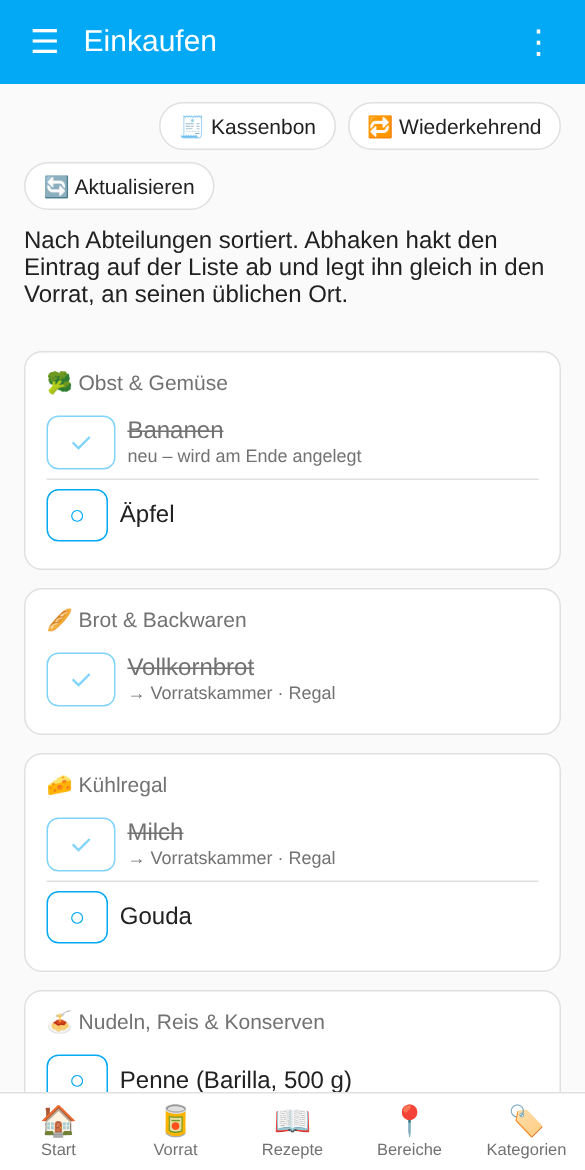 ☰ Einkaufen ⋮
🧾 Kassenbon
🔁 Wiederkehrend
🔄 Aktualisieren
Nach Abteilungen sortiert. Abhaken hakt den
Eintrag auf der Liste ab und legt ihn gleich in den
Vorrat, an seinen üblichen Ort.
🥦 Obst & Gemüse
✓ Bananen
neu – wird am Ende angelegt
○ Äpfel
🥖 Brot & Backwaren
✓ Vollkornbrot
→ Vorratskammer · Regal
🧀 Kühlregal
✓ Milch
→ Vorratskammer · Regal
○ Gouda
🍝 Nudeln, Reis & Konserven
○ Penne (Barilla, 500 g)
🏠 Start
🥫 Vorrat
📖 Rezepte
📍 Bereiche
🏷️ Kategorien